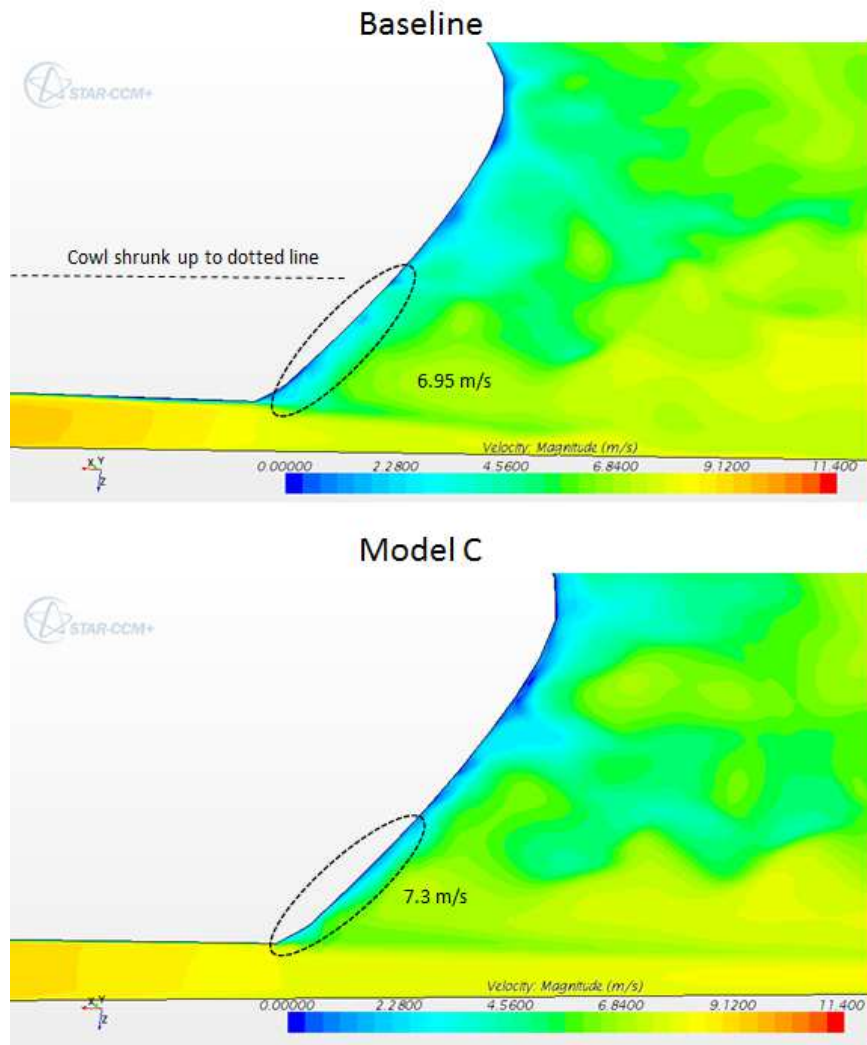 Baseline
STAR-CCM+
Cowl shrunk up to dotted line
6.95 m/s
Velocity: Magnitude (m/s)
0.00000 2.2800 4.5600 6.8400 9.1200 11.400
X Y
Z
Model C
STAR-CCM+
7.3 m/s
Velocity: Magnitude (m/s)
0.00000 2.2800 4.5600 6.8400 9.1200 11.400
X Y
Z